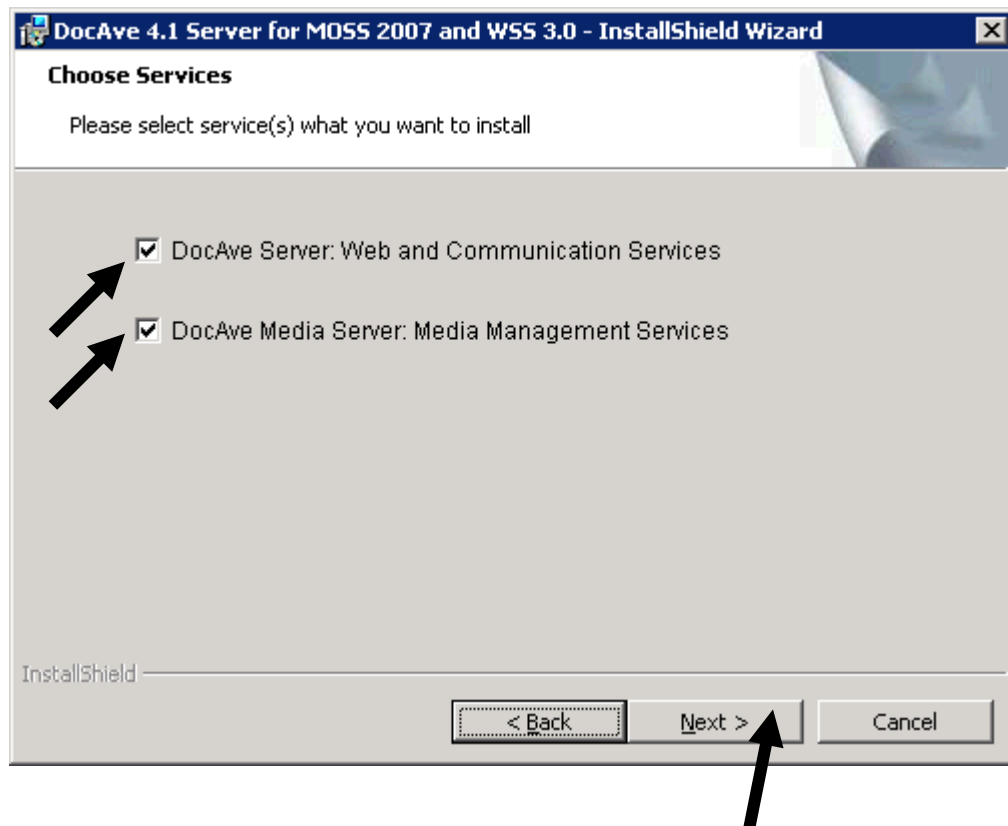 DocAve 4.1 Server for MOSS 2007 and WSS 3.0 - InstallShield Wizard
Choose Services
Please select service(s) what you want to install
DocAve Server: Web and Communication Services
DocAve Media Server: Media Management Services
InstallShield
< Back Next > Cancel